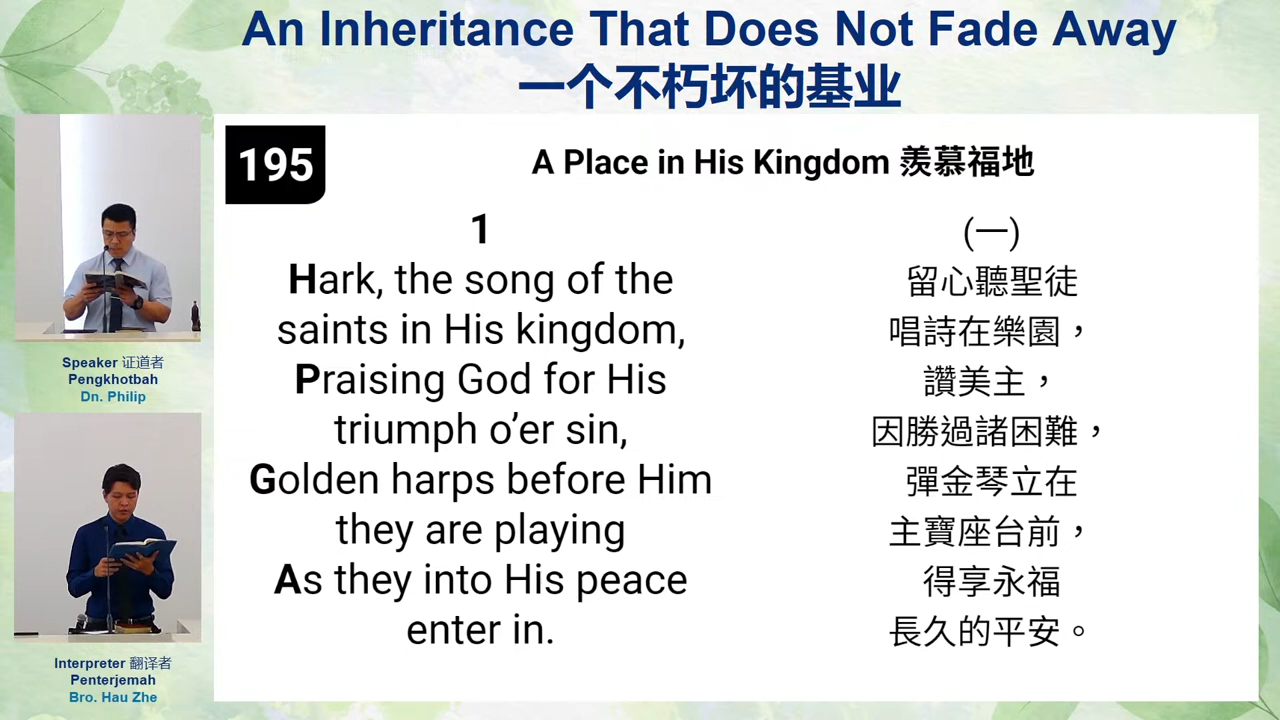 An Inheritance That Does Not Fade Away
一个不朽坏的基业
195
A Place in His Kingdom 羨慕福地
1
Hark, the song of the
saints in His kingdom,
Praising God for His
triumph o’er sin,
Golden harps before Him
they are playing
As they into His peace
enter in.
(一)
留心聽聖徒
唱詩在樂園，
讚美主，
因勝過諸困難，
彈金琴立在
主寶座台前，
得享永福
長久的平安。
Speaker 证道者
Pengkhotbah
Dn. Philip
Interpreter 翻译者
Penterjemah
Bro. Hau Zhe